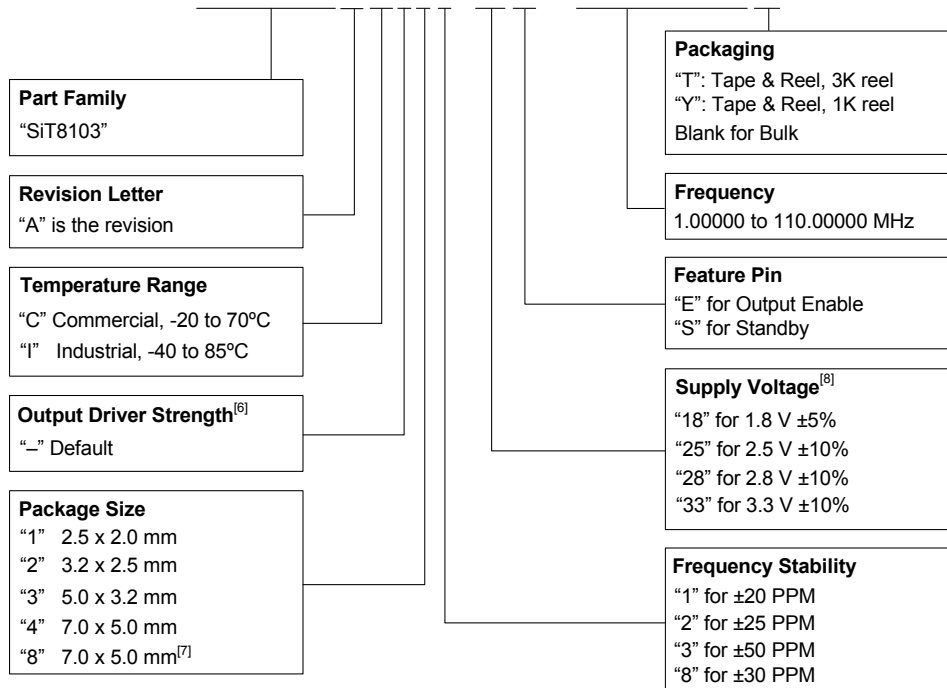 Part Family
“SiT8103”
Revision Letter
“A” is the revision
Temperature Range
“C” Commercial, -20 to 70ºC
“I” Industrial, -40 to 85ºC
Output Driver Strength[6]
“–” Default
Package Size
“1” 2.5 x 2.0 mm
“2” 3.2 x 2.5 mm
“3” 5.0 x 3.2 mm
“4” 7.0 x 5.0 mm
“8” 7.0 x 5.0 mm[7]
Packaging
“T”: Tape & Reel, 3K reel
“Y”: Tape & Reel, 1K reel
Blank for Bulk
Frequency
1.00000 to 110.00000 MHz
Feature Pin
“E” for Output Enable
“S” for Standby
Supply Voltage[8]
“18” for 1.8 V ±5%
“25” for 2.5 V ±10%
“28” for 2.8 V ±10%
“33” for 3.3 V ±10%
Frequency Stability
“1” for ±20 PPM
“2” for ±25 PPM
“3” for ±50 PPM
“8” for ±30 PPM